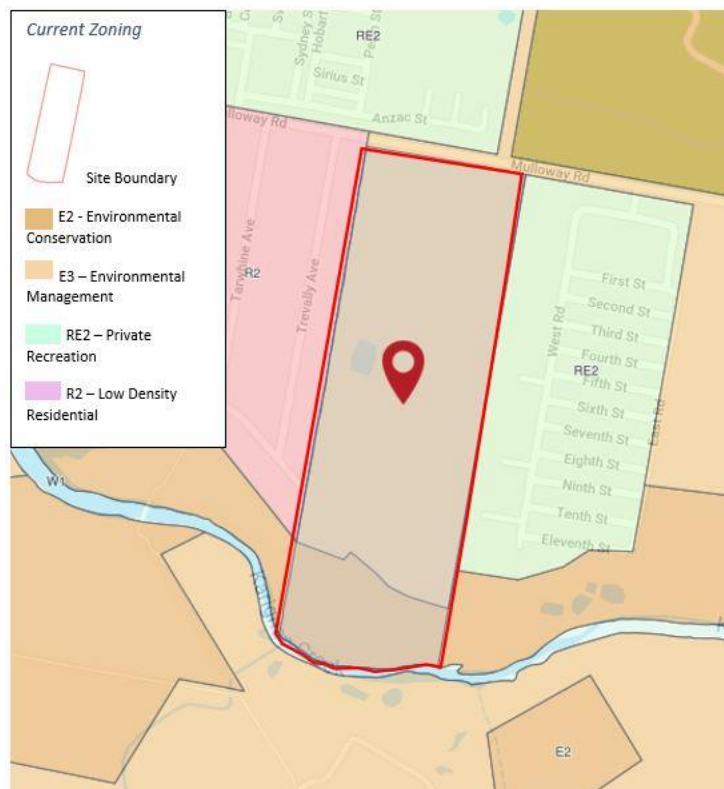 Current Zoning
Site Boundary
E2 - Environmental
Conservation
E3 – Environmental
Management
RE2 – Private
Recreation
R2 – Low Density
Residential
RE2
Sydney St
Hobart
Perth St
Sirius St
Anzac St
Mulloway Rd
Tarwhine Ave
R2
Trevally Ave
First St
Second St
West Rd
Third St
Fourth St
RE2
Fifth St
Sixth St
East Rd
Seventh St
Eighth St
Ninth St
Tenth St
Eleventh St
W1
Creek
E2